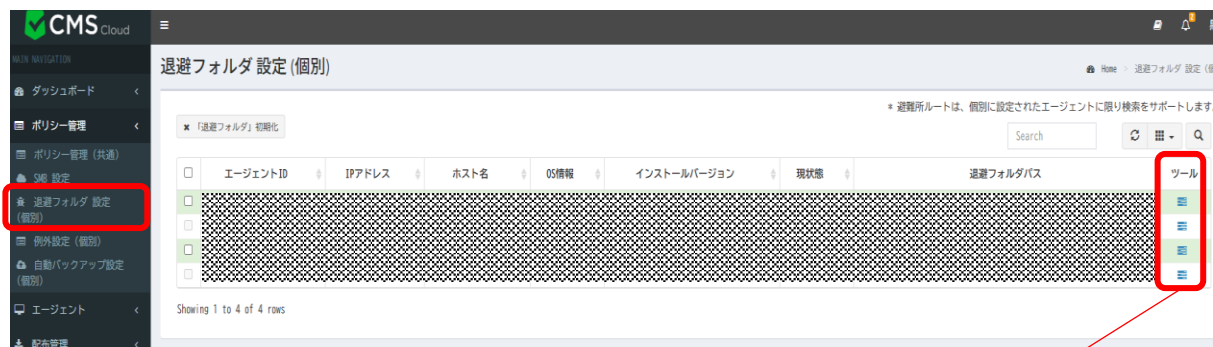 CMS Cloud
MAIN NAVIGATION
ダッシュボード
ポリシー管理
ポリシー管理 (共通)
SMB 設定
退避フォルダ 設定
(個別)
例外設定 (個別)
自動バックアップ設定
(個別)
エージェント
配布管理
2
退避フォルダ 設定 (個別)
Home > 退避フォルダ 設定
* 避難所ルートは、個別に設定されたエージェントに限り検索をサポートします
× 「退避フォルダ」初期化
Search
エージェントID IPアドレス ホスト名 OS情報 インストールバージョン 現状態 退避フォルダパス ツール
Showing 1 to 4 of 4 rows